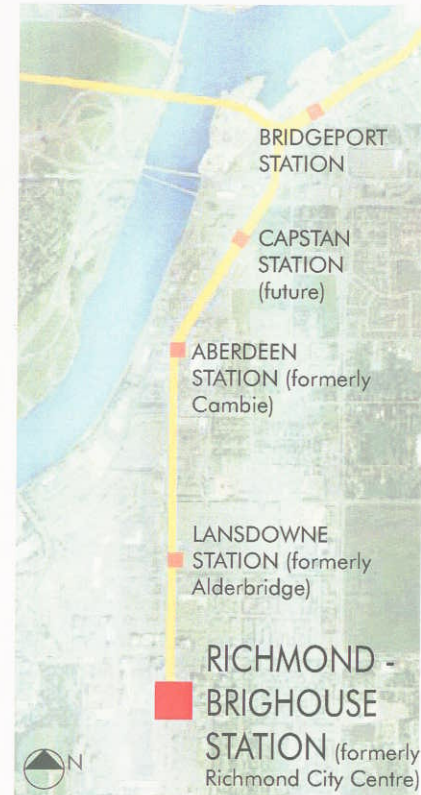 BRIDGEPORT
STATION
CAPSTAN
STATION
(future)
ABERDEEN
STATION (formerly
Cambie)
LANSDOWNE
STATION (formerly
Alderbridge)
RICHMOND -
BRIGHOUSE
STATION (formerly
Richmond City Centre)
N